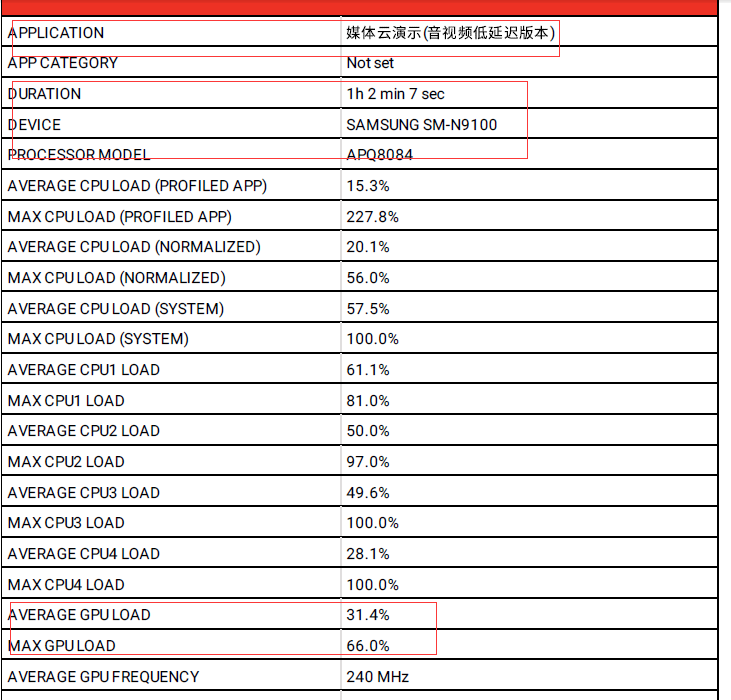 APPLICATION 媒体云演示(音视频低延迟版本)
APP CATEGORY Not set
DURATION 1h 2 min 7 sec
DEVICE SAMSUNG SM-N9100
PROCESSOR MODEL APQ8084
AVERAGE CPU LOAD (PROFILED APP) 15.3%
MAX CPU LOAD (PROFILED APP) 227.8%
AVERAGE CPU LOAD (NORMALIZED) 20.1%
MAX CPU LOAD (NORMALIZED) 56.0%
AVERAGE CPU LOAD (SYSTEM) 57.5%
MAX CPU LOAD (SYSTEM) 100.0%
AVERAGE CPU1 LOAD 61.1%
MAX CPU1 LOAD 81.0%
AVERAGE CPU2 LOAD 50.0%
MAX CPU2 LOAD 97.0%
AVERAGE CPU3 LOAD 49.6%
MAX CPU3 LOAD 100.0%
AVERAGE CPU4 LOAD 28.1%
MAX CPU4 LOAD 100.0%
AVERAGE GPU LOAD 31.4%
MAX GPU LOAD 66.0%
AVERAGE GPU FREQUENCY 240 MHz